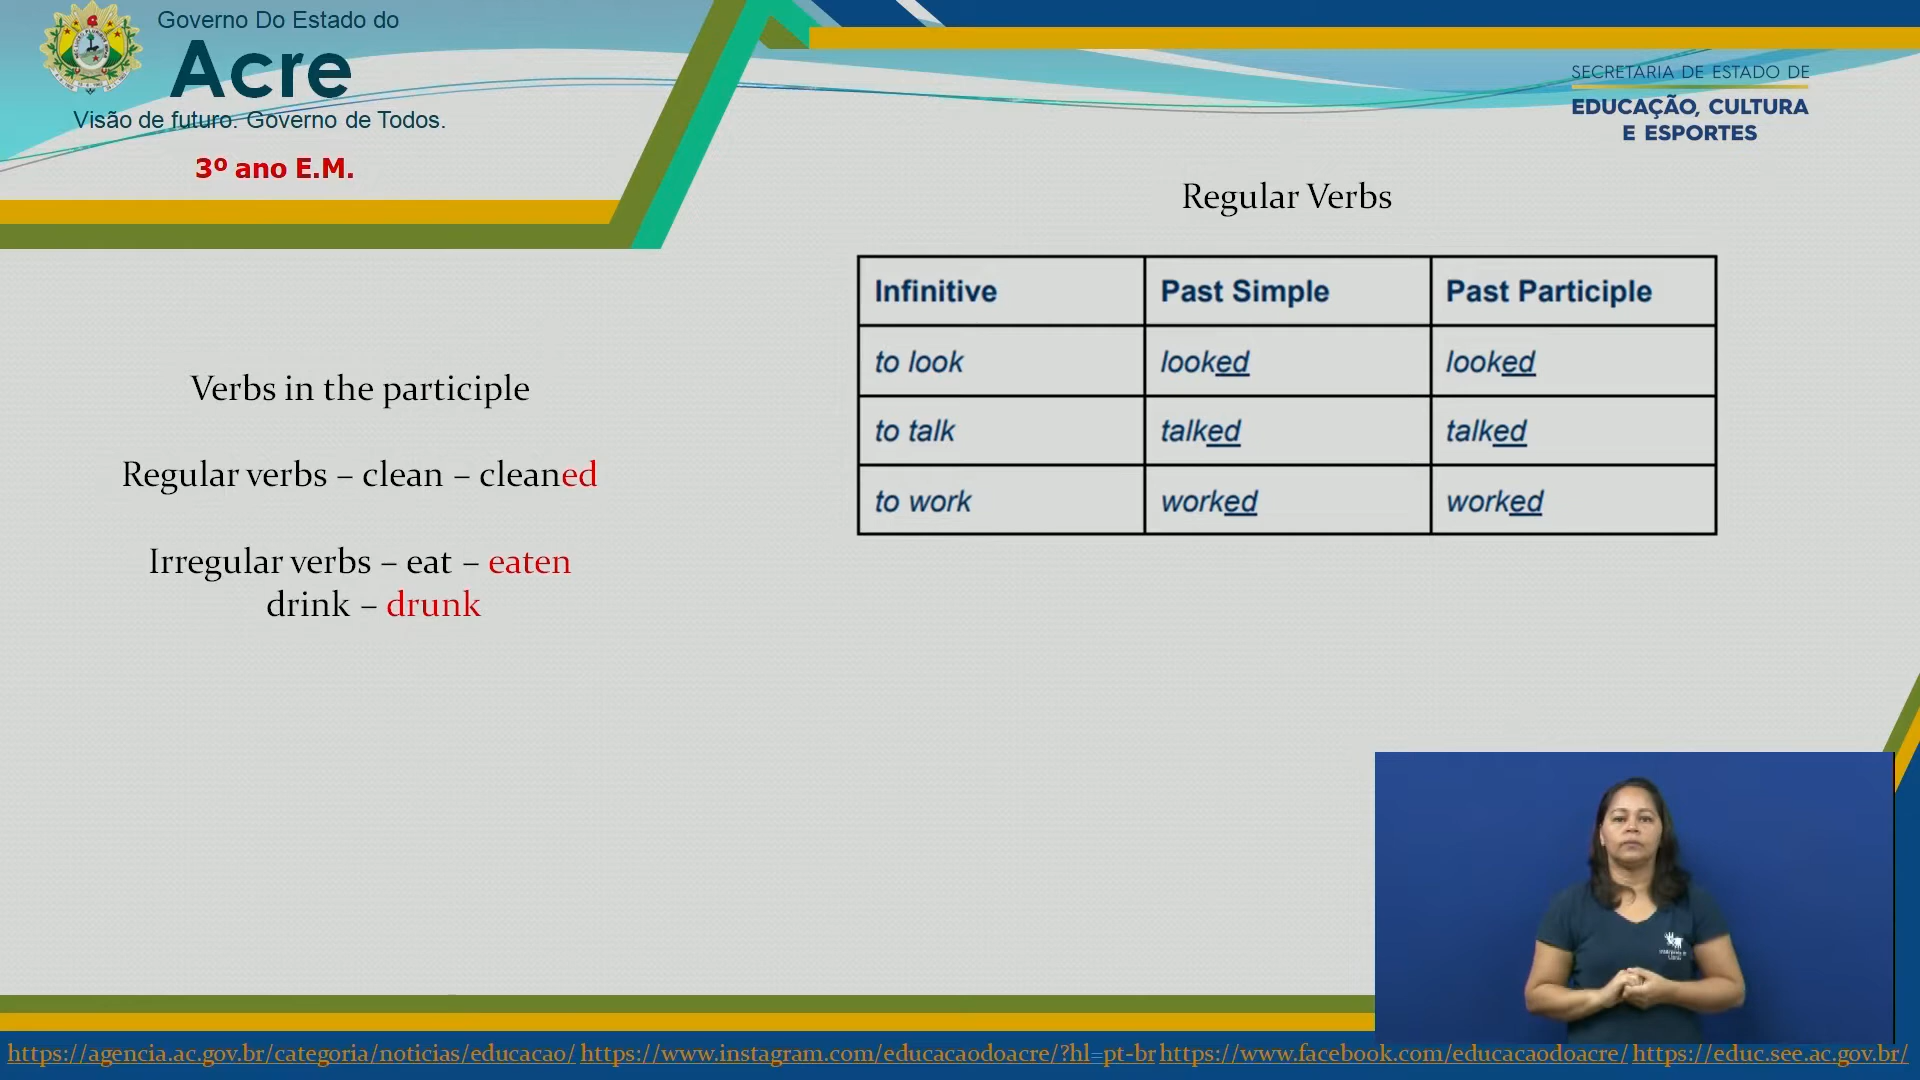 Governo Do Estado do
Acre
Visão de futuro. Governo de Todos.
3º ano E.M.
SECRETARIA DE ESTADO DE
EDUCAÇÃO, CULTURA
E ESPORTES
Regular Verbs
Infinitive Past Simple Past Participle
to look looked looked
to talk talked talked
to work worked worked
Verbs in the participle
Regular verbs – clean – cleaned
Irregular verbs – eat – eaten
drink – drunk
https://agencia.ac.gov.br/categoria/noticias/educacao/ https://www.instagram.com/educacaodoacre/?hl=pt-br https://www.facebook.com/educacaodoacre/ https://educ.see.ac.gov.br/